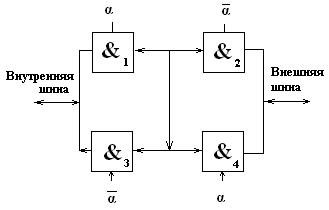 α α̅
& 1 & 2
Внутренняя Внешняя
шина шина
& 3 & 4
α̅ α